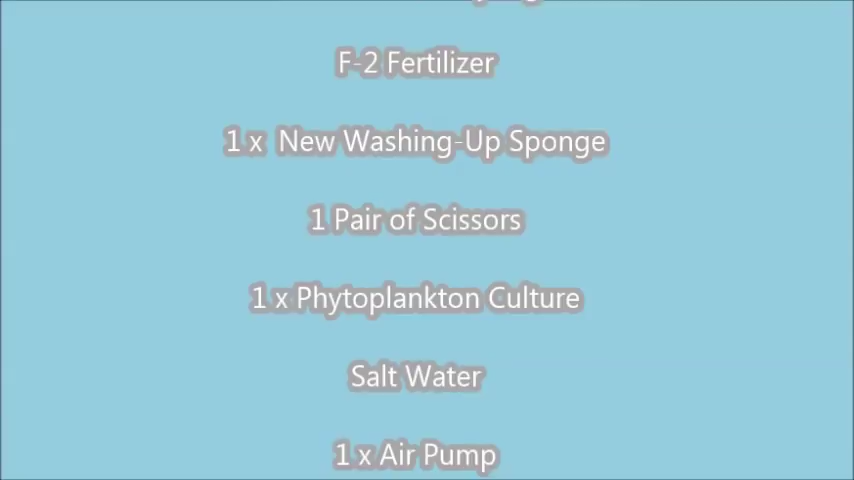 F-2 Fertilizer
1 x  New Washing-Up Sponge
1 Pair of Scissors
1 x Phytoplankton Culture
Salt Water
1 x Air Pump